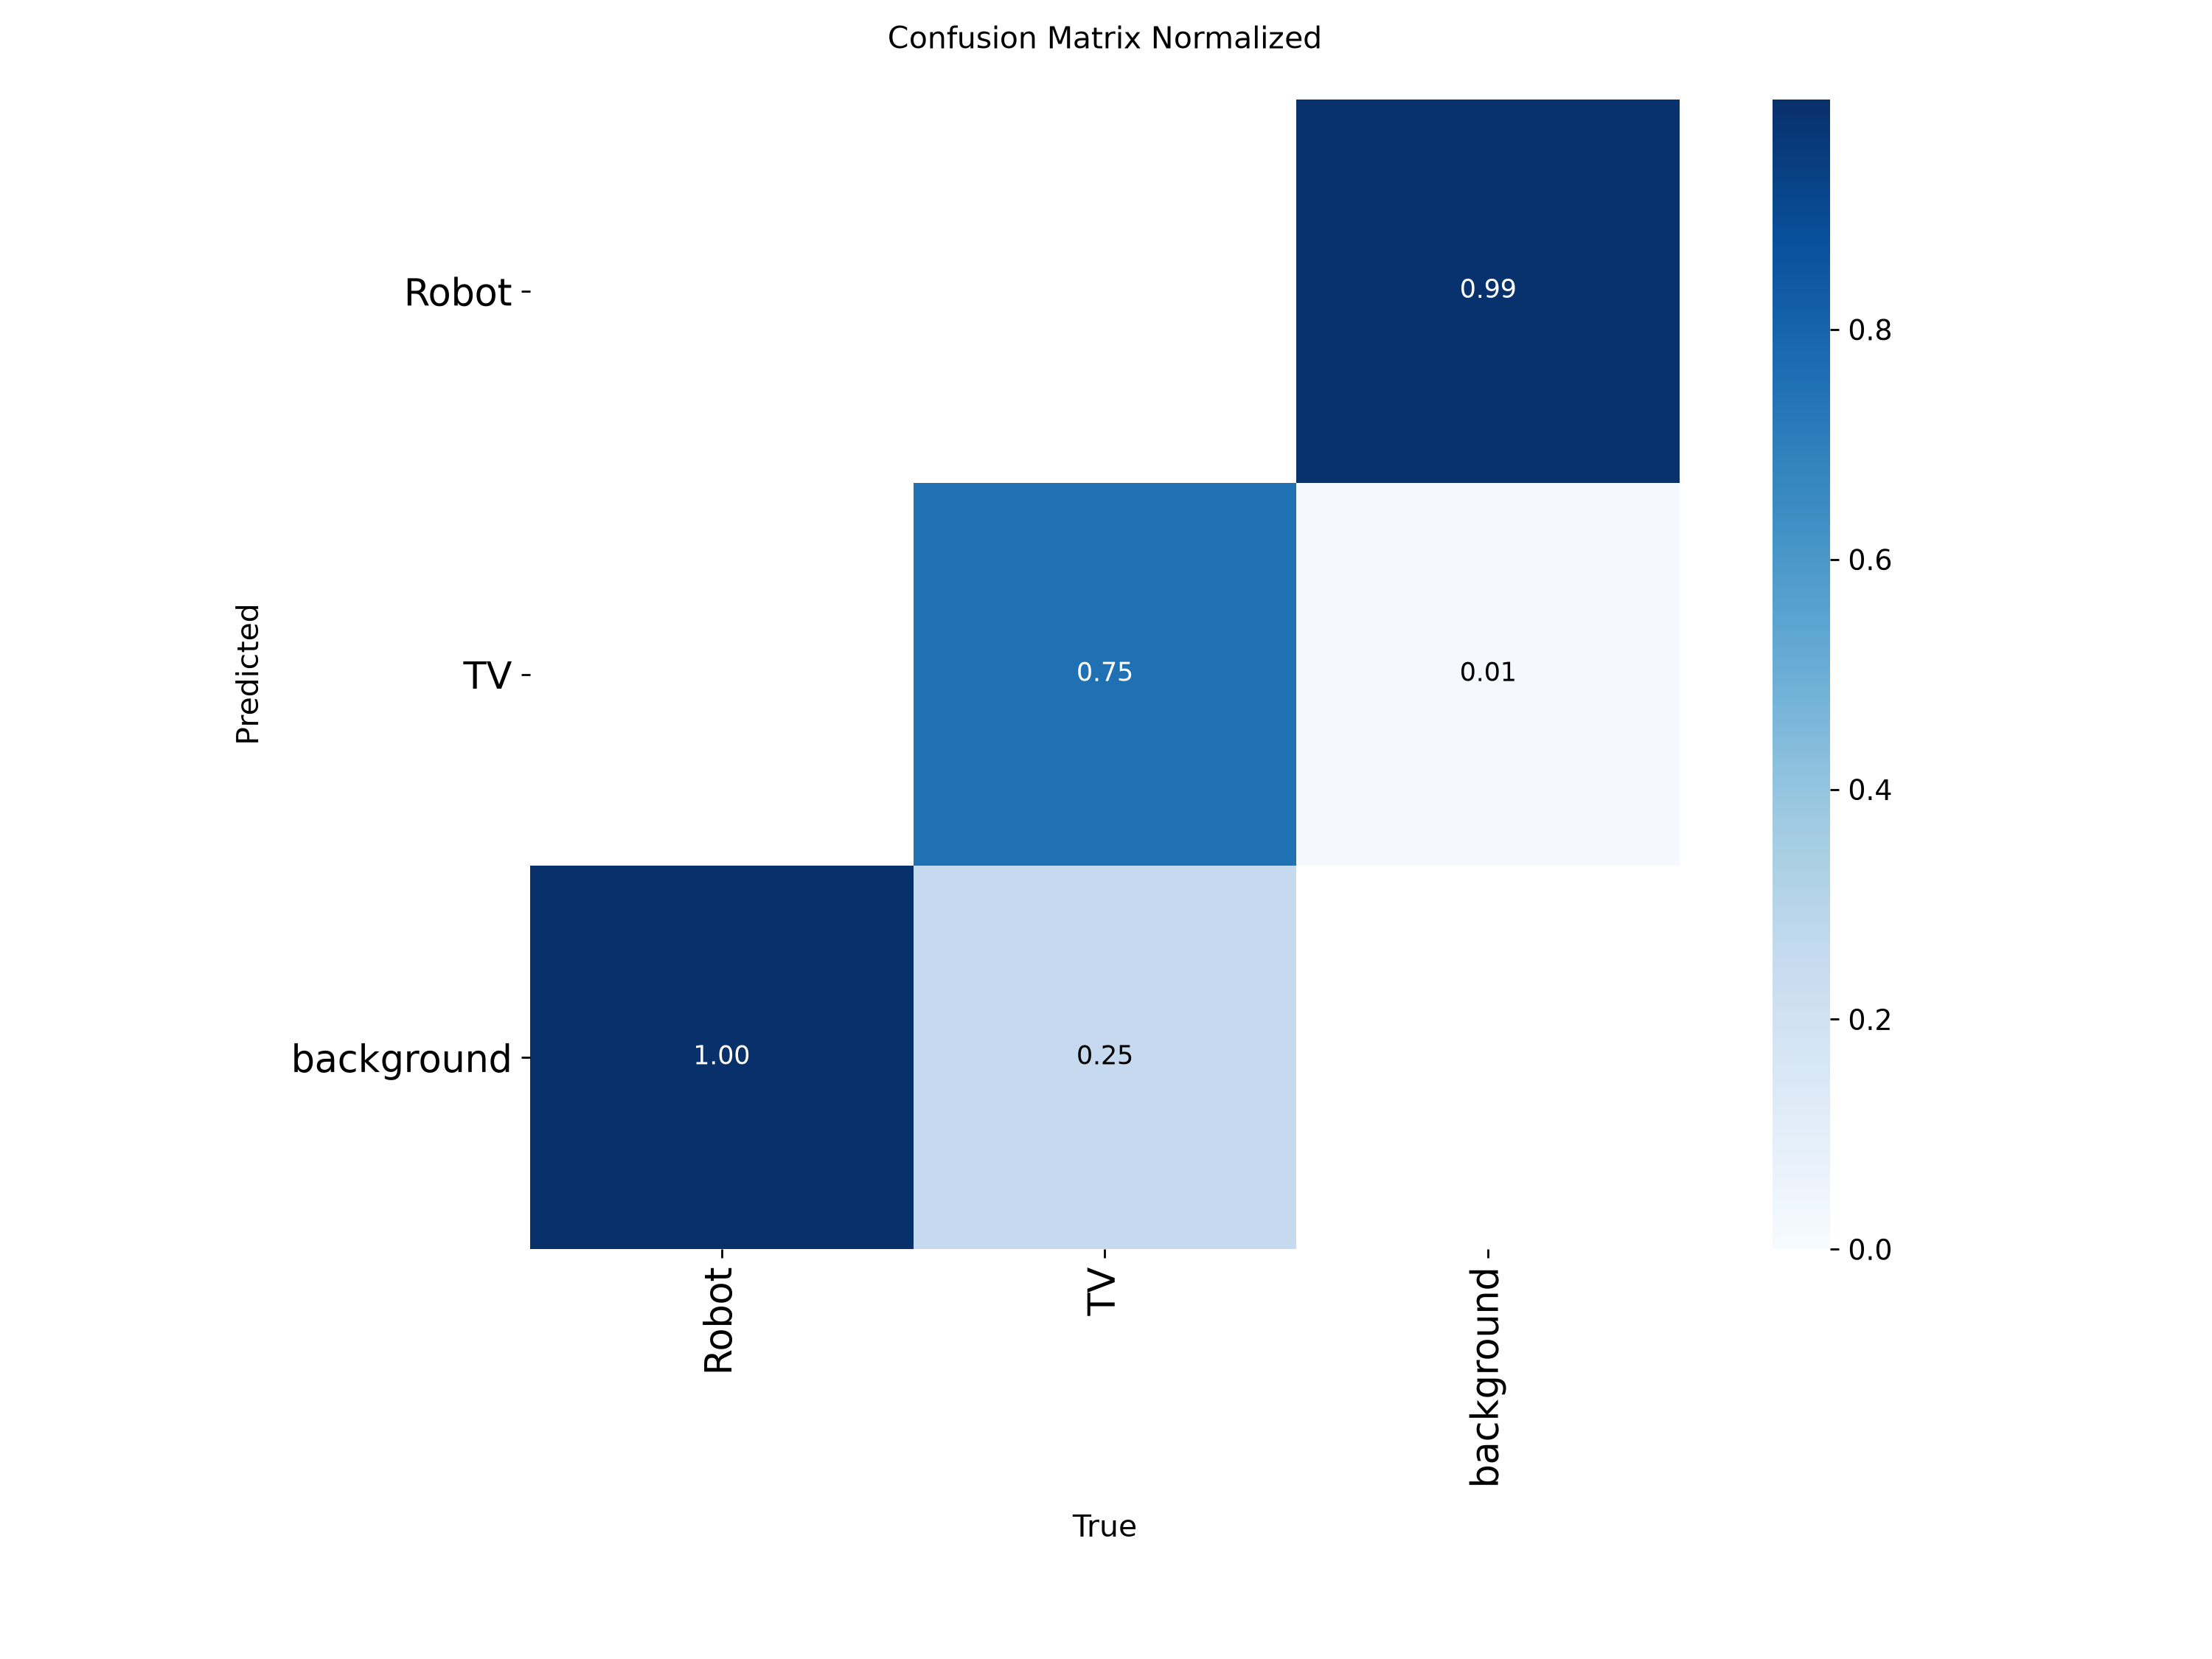 Confusion Matrix Normalized
Robot
0.99
0.8
0.6
Predicted
TV
0.75
0.01
0.4
background
1.00
0.25
0.2
0.0
Robot
TV
background
True